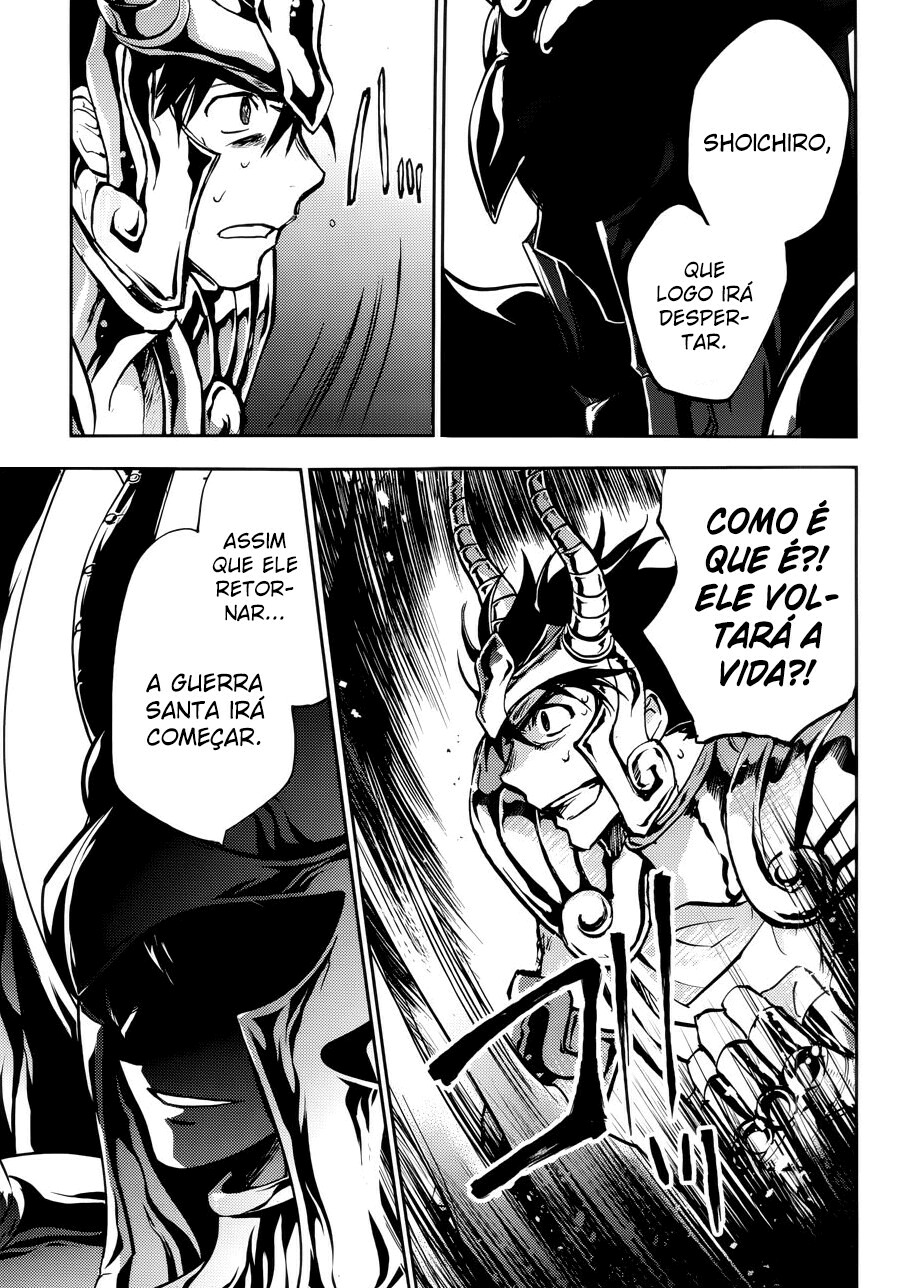 SHOICHIRO,
QUE
LOGO IRÁ
DESPER-
TAR.
COMO É
QUE É?!
ELE VOL-
TARÁ A
VIDA?!
ASSIM
QUE ELE
RETOR-
NAR...
A GUERRA
SANTA IRÁ
COMEÇAR.